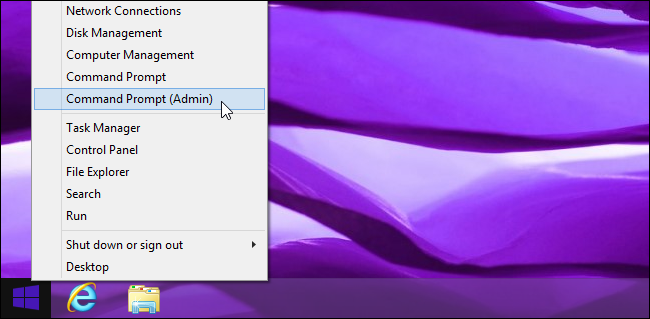 Network Connections
Disk Management
Computer Management
Command Prompt
Command Prompt (Admin)
Task Manager
Control Panel
File Explorer
Search
Run
Shut down or sign out
Desktop